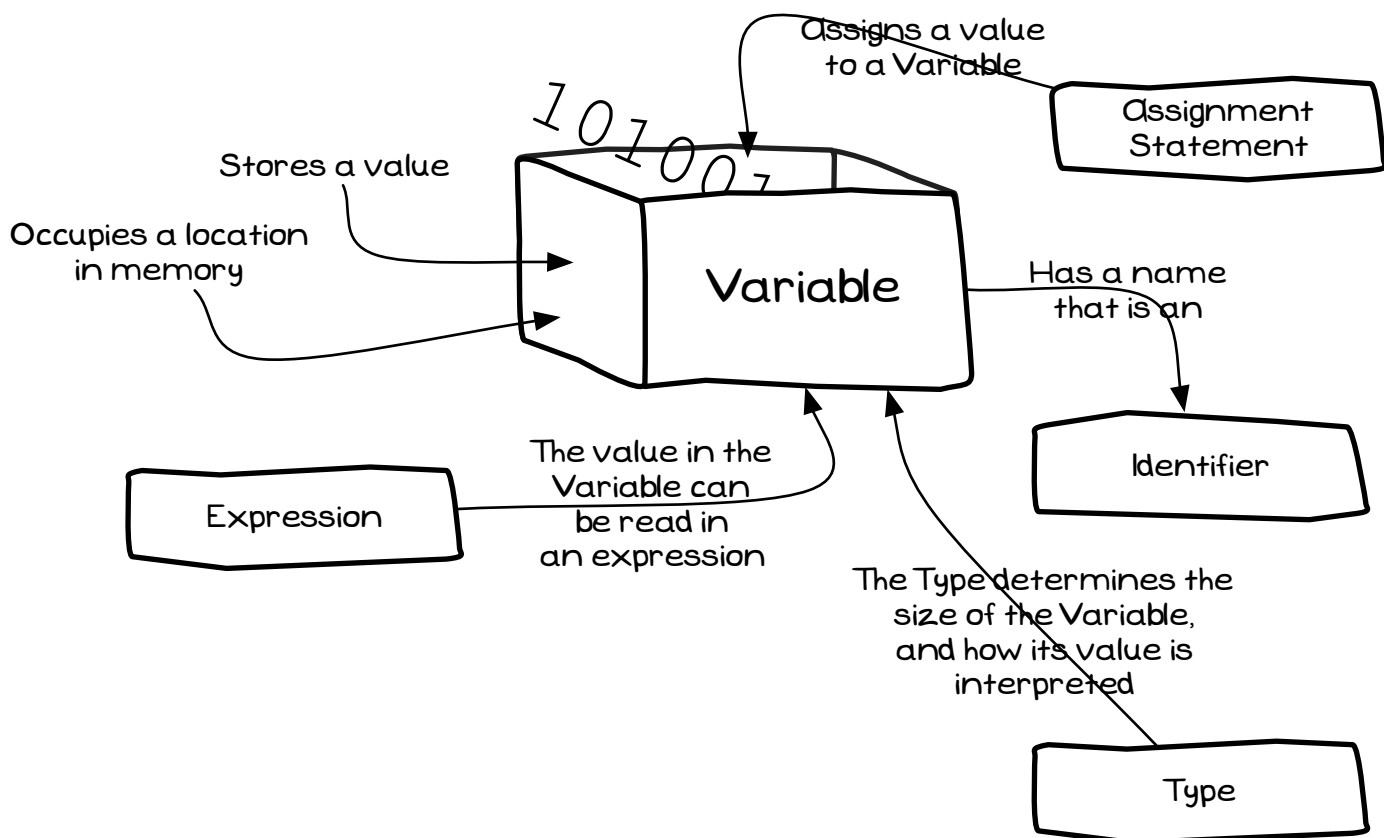 Assigns a value
to a Variable
Assignment
Statement
101001
Stores a value
Occupies a location
in memory
Variable
Has a name
that is an
Identifier
The value in the
Variable can
be read in
an expression
Expression
The Type determines the
size of the Variable,
and how its value is
interpreted
Type